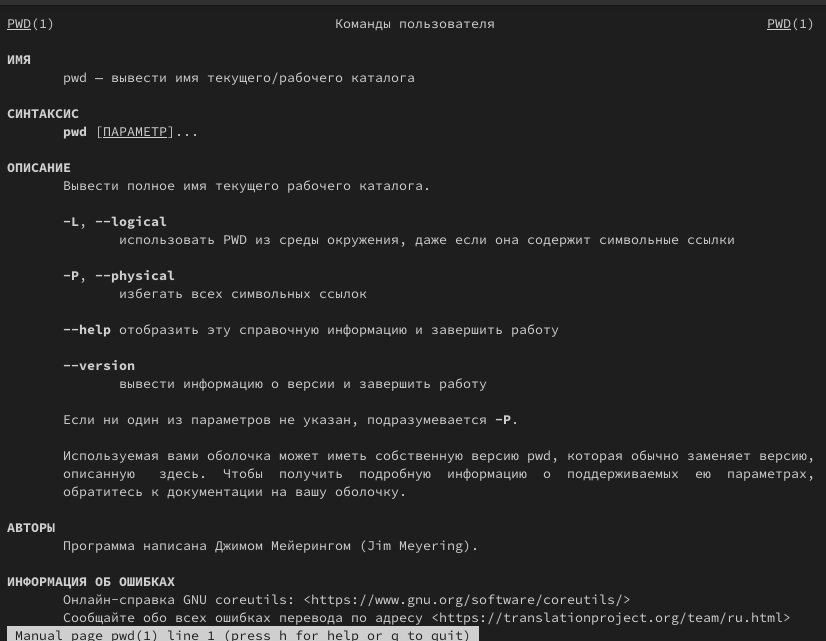 PWD(1) Команды пользователя PWD(1)
ИМЯ
pwd — вывести имя текущего/рабочего каталога
СИНТАКСИС
pwd [ПАРАМЕТР]...
ОПИСАНИЕ
Вывести полное имя текущего рабочего каталога.
-L, --logical
использовать PWD из среды окружения, даже если она содержит символьные ссылки
-P, --physical
избегать всех символьных ссылок
--help отобразить эту справочную информацию и завершить работу
--version
вывести информацию о версии и завершить работу
Если ни один из параметров не указан, подразумевается -P.
Используемая вами оболочка может иметь собственную версию pwd, которая обычно заменяет версию,
описанную здесь. Чтобы получить подробную информацию о поддерживаемых ею параметрах,
обратитесь к документации на вашу оболочку.
АВТОРЫ
Программа написана Джимом Мейерингом (Jim Meyering).
ИНФОРМАЦИЯ ОБ ОШИБКАХ
Онлайн-справка GNU coreutils: <https://www.gnu.org/software/coreutils/>
Сообщайте обо всех ошибках перевода по адресу <https://translationproject.org/team/ru.html>
Manual page pwd(1) line 1 (press h for help or q to quit)